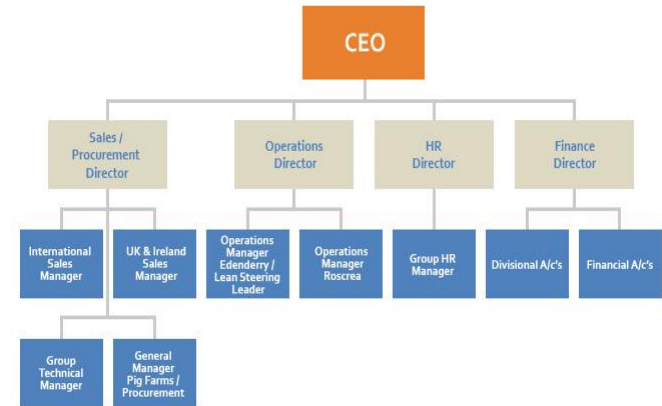 CEO
Sales /
Procurement
Director
Operations
Director
HR
Director
Finance
Director
International
Sales
Manager
UK & Ireland
Sales
Manager
Operations
Manager
Edenderry /
Lean Steering
Leader
Operations
Manager
Roscrea
Group HR
Manager
Divisional A/c's
Financial A/c's
Group
Technical
Manager
General
Manager
Pig Farms /
Procurement